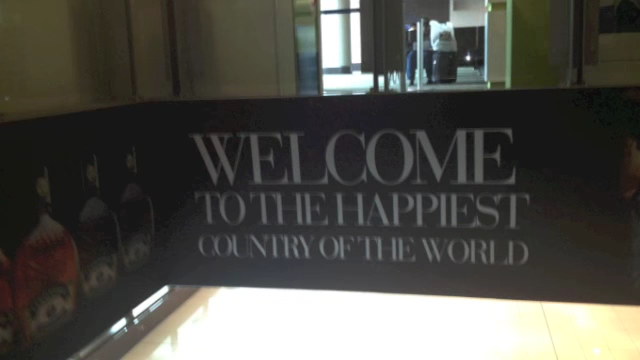 WELCOME
TO THE HAPPIEST
COUNTRY OF THE WORLD